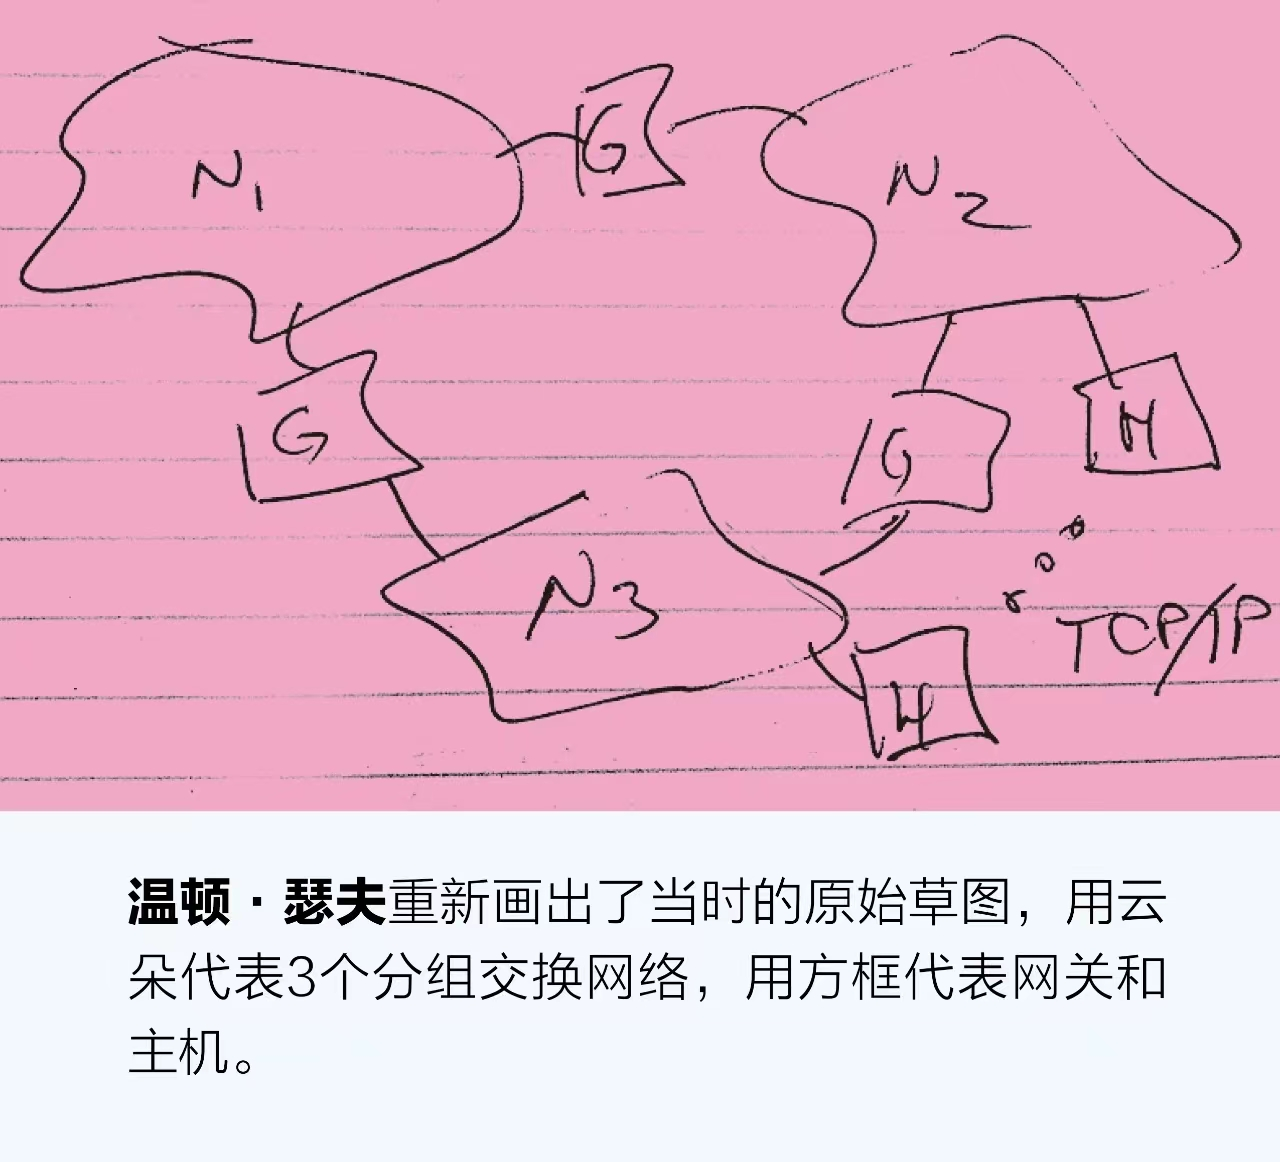 N1
G
N2
G
G
H
N3
TCP/IP
H
温顿·瑟夫重新画出了当时的原始草图，用云
朵代表3个分组交换网络，用方框代表网关和
主机。